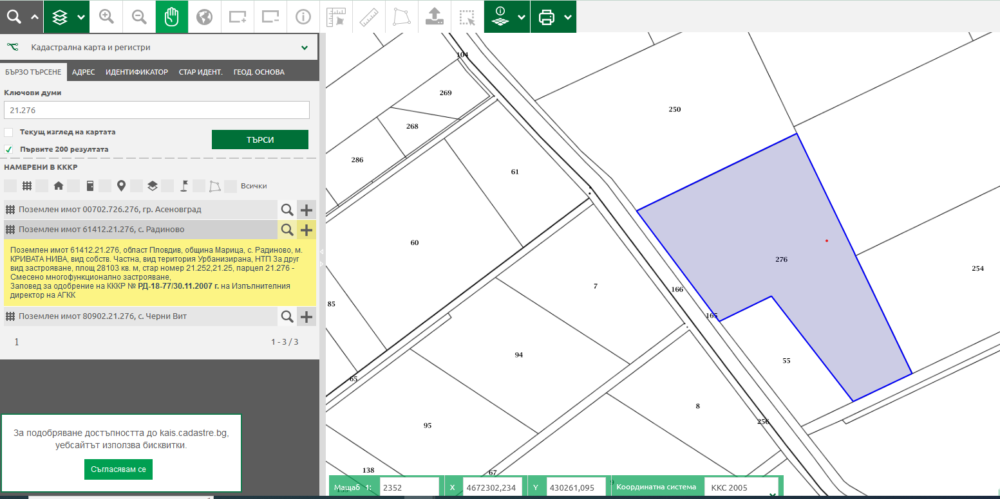 Кадастрална карта и регистри
БЪРЗО ТЪРСЕНЕ АДРЕС ИДЕНТИФИКАТОР СТАР ИДЕНТ. ГЕОД. ОСНОВА
Ключови думи
21.276
Текущ изглед на картата
Първите 200 резултата
ТЪРСИ
НАМЕРЕНИ В КККР
Всички
Поземлен имот 00702.726.276, гр. Асеновград
Поземлен имот 61412.21.276, с. Радиново
Поземлен имот 61412.21.276, област Пловдив, община Марица, с. Радиново, м.
КРИВАТА НИВА, вид собств. Частна, вид територия Урбанизирана, НТП За друг
вид застрояване, площ 28103 кв. м, стар номер 21.252,21.25, парцел 21.276 -
Смесено многофункционално застрояване,
Заповед за одобрение на КККР № РД-18-77/30.11.2007 г. на Изпълнителния
директор на АГКК
Поземлен имот 80902.21.276, с. Черни Вит
1
1 - 3 / 3
За подобряване достъпността до kais.cadastre.bg,
уебсайтът използва бисквитки.
Съгласявам се
104
269
250
268
286
61
60
276
254
7
166
85
165
94
55
65
8
256
95
138
67
9
Мащаб 1: 2352 X 4672302,234 Y 430261,095 Координатна система ККС 2005